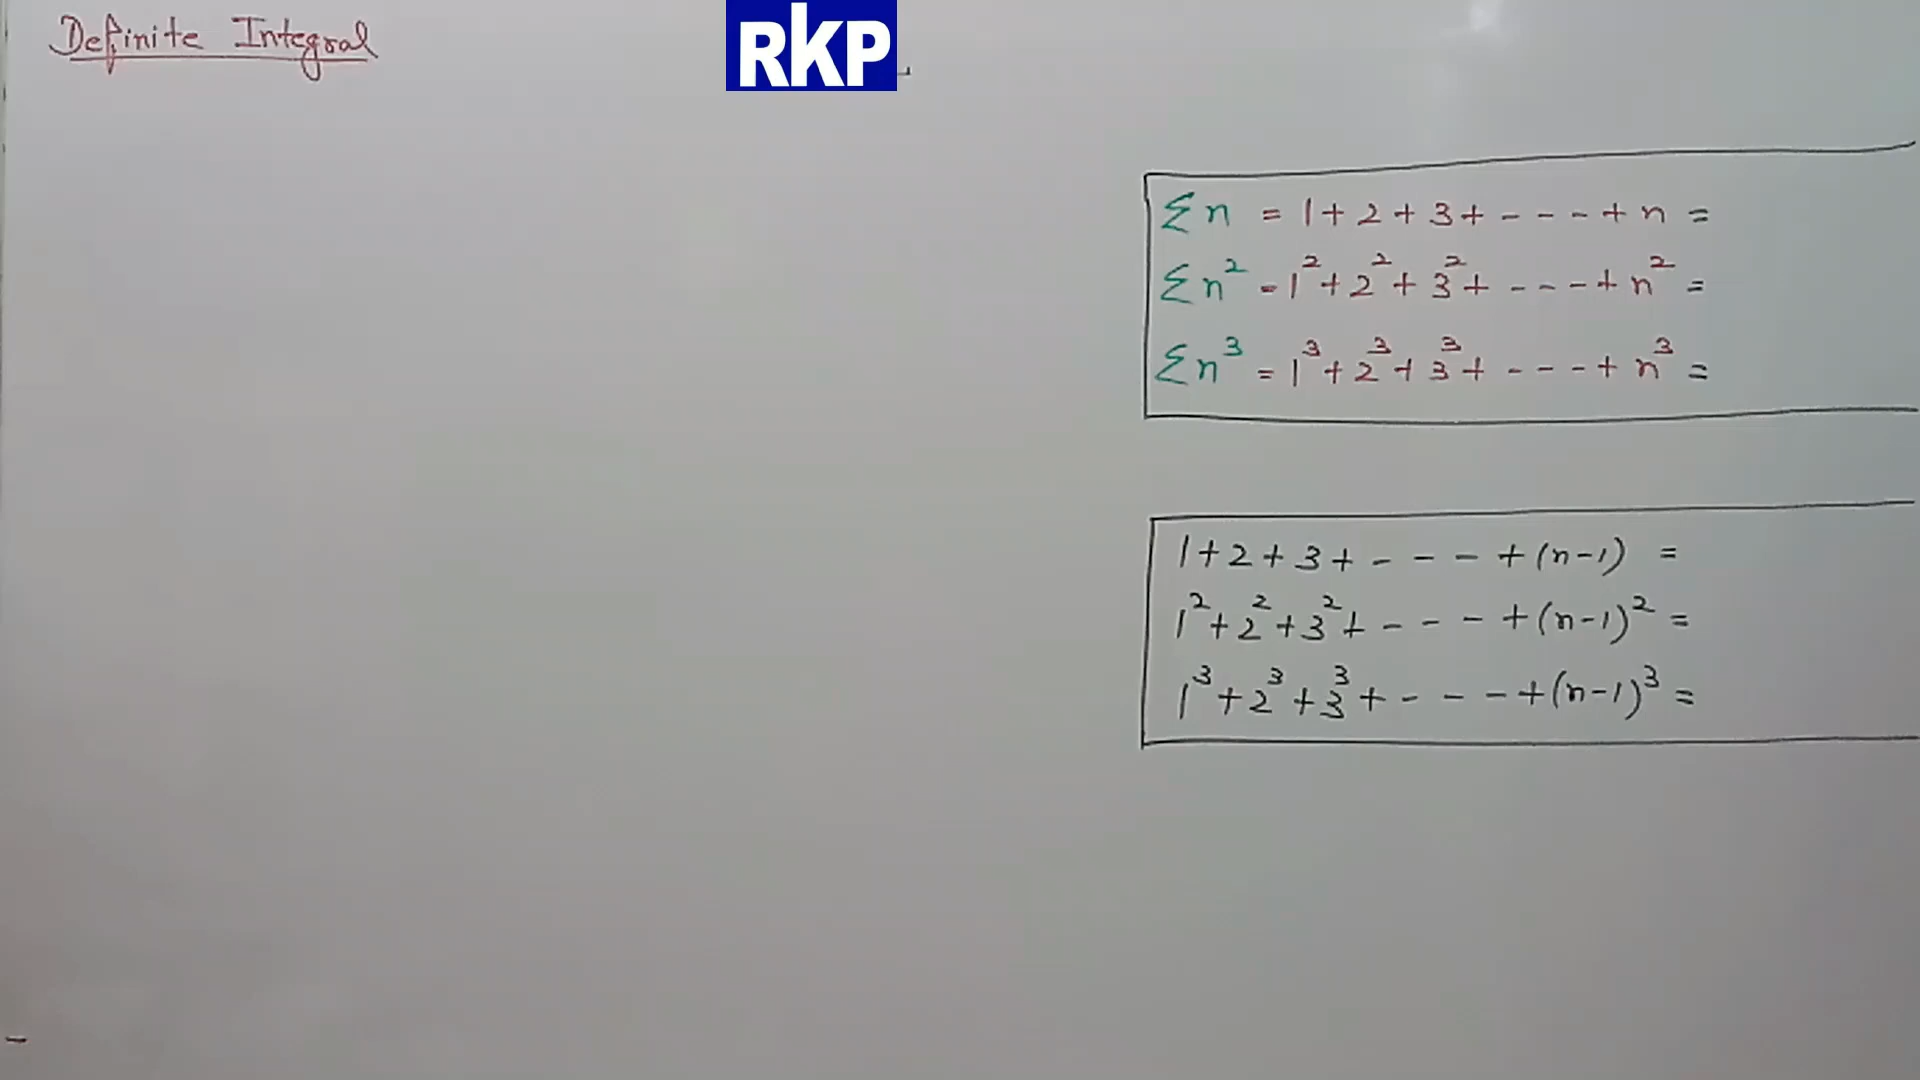 Definite Integral
RKP
Σn = 1 + 2 + 3 + - - - + n =
Σn² = 1² + 2² + 3² + - - - + n² =
Σn³ = 1³ + 2³ + 3³ + - - - + n³ =
1 + 2 + 3 + - - - + (n-1) =
1² + 2² + 3² + - - - + (n-1)² =
1³ + 2³ + 3³ + - - - + (n-1)³ =